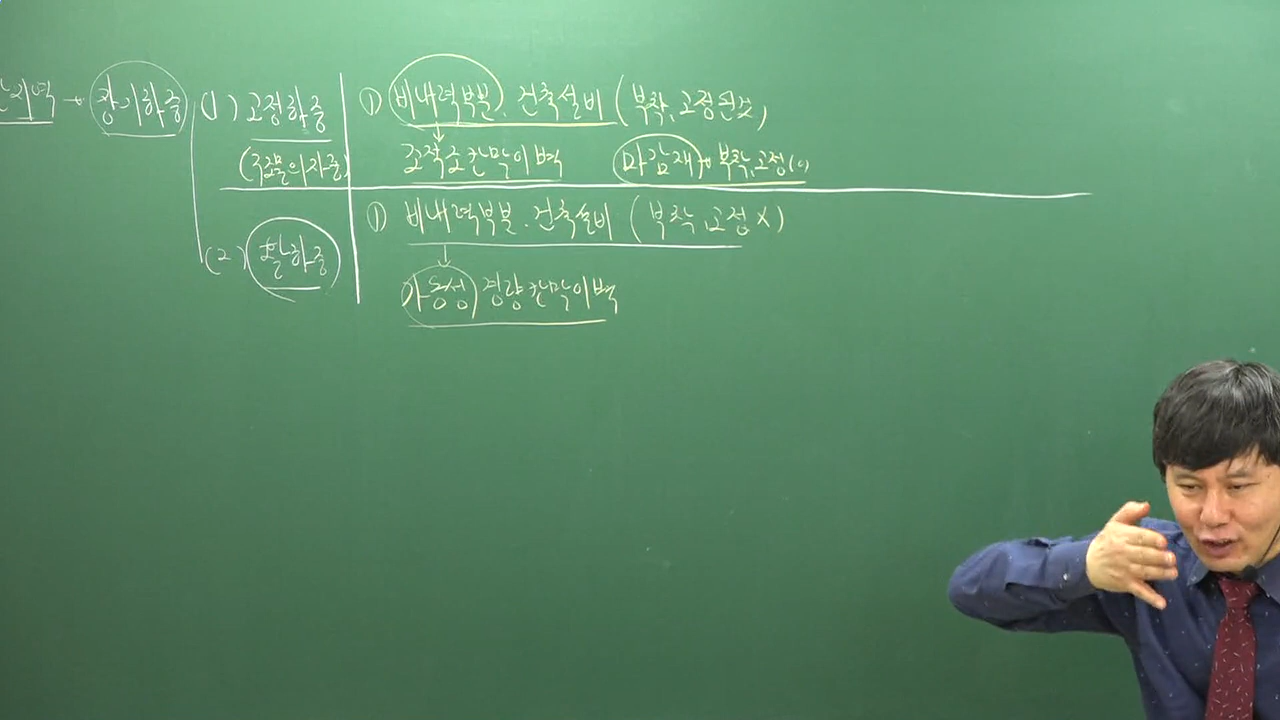 지역 → 장기하중
(1) 고정하중
(구조물의 자중)
① 비내력부분, 건축설비 (부착, 고정된 것)
조적조 칸막이벽 마감재 → 부착, 고정(○)
(2) 활하중
① 비내력부분, 건축설비 (부착, 고정 X)
가동성 경량 칸막이벽